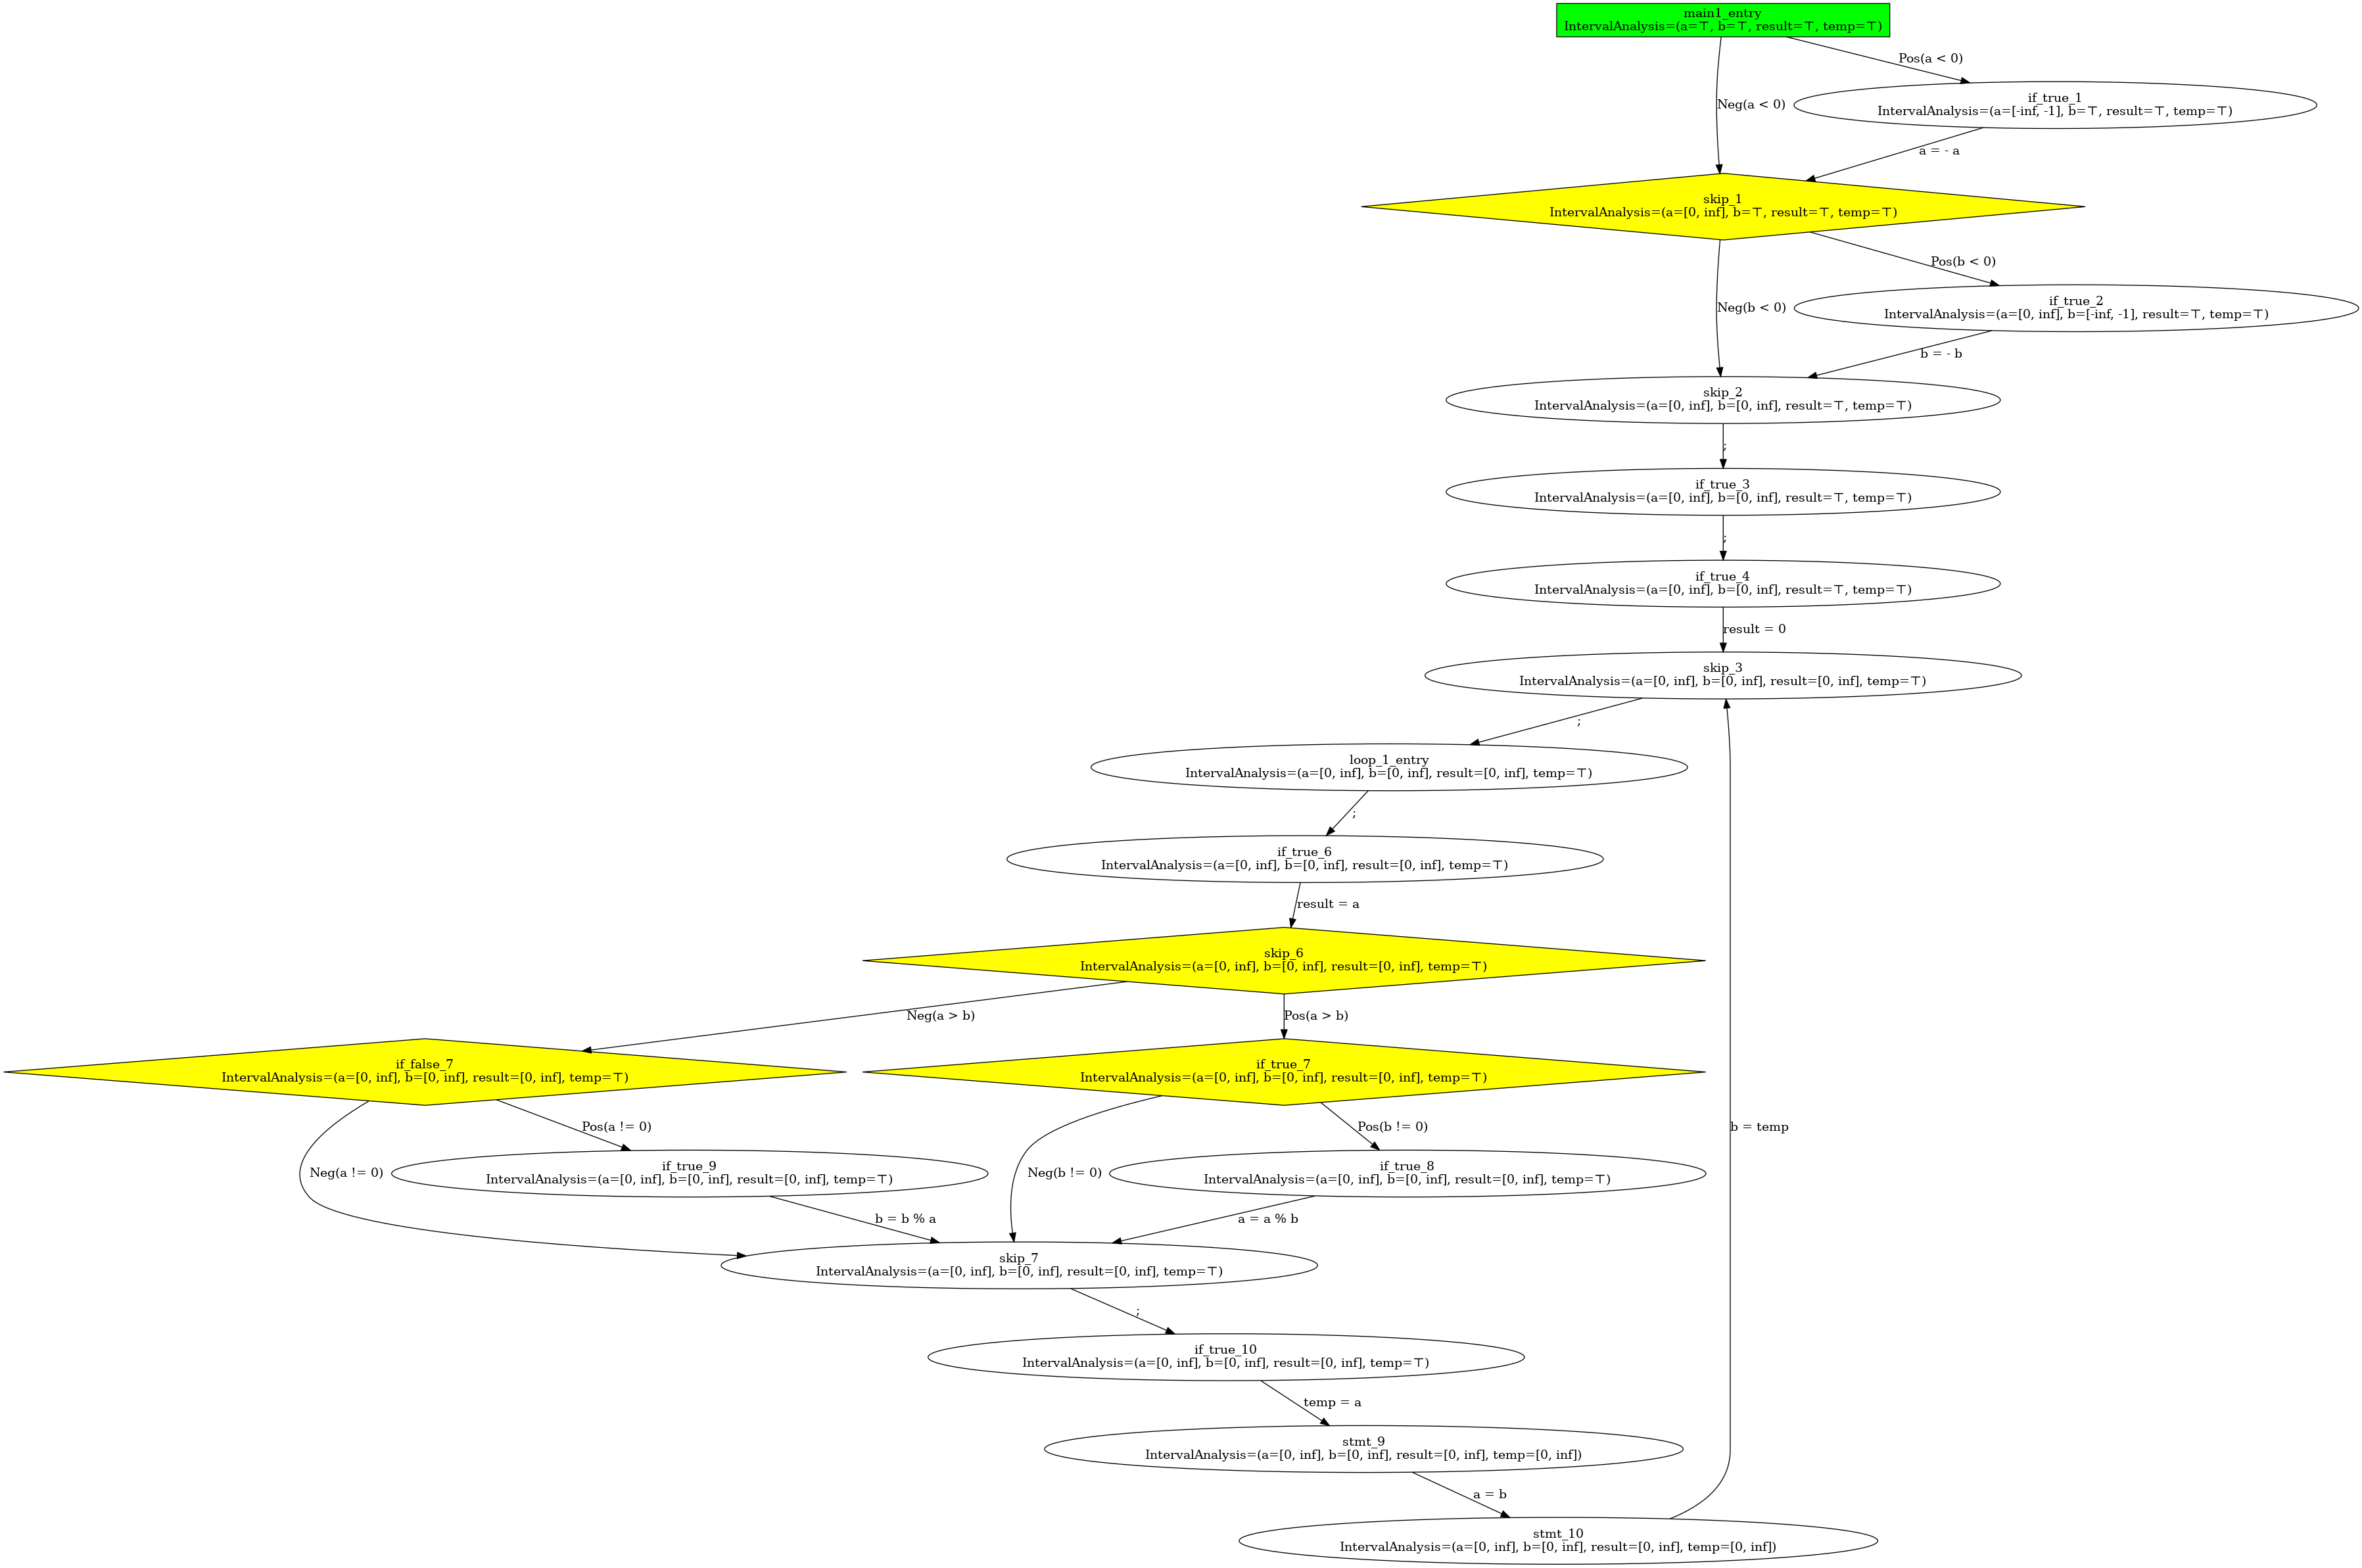 main1_entry
IntervalAnalysis=(a=⊤, b=⊤, result=⊤, temp=⊤)
Pos(a < 0)
if_true_1
IntervalAnalysis=(a=[-inf, -1], b=⊤, result=⊤, temp=⊤)
Neg(a < 0)
a = - a
skip_1
IntervalAnalysis=(a=[0, inf], b=⊤, result=⊤, temp=⊤)
Pos(b < 0)
if_true_2
IntervalAnalysis=(a=[0, inf], b=[-inf, -1], result=⊤, temp=⊤)
Neg(b < 0)
b = - b
skip_2
IntervalAnalysis=(a=[0, inf], b=[0, inf], result=⊤, temp=⊤)
;
if_true_3
IntervalAnalysis=(a=[0, inf], b=[0, inf], result=⊤, temp=⊤)
;
if_true_4
IntervalAnalysis=(a=[0, inf], b=[0, inf], result=⊤, temp=⊤)
result = 0
skip_3
IntervalAnalysis=(a=[0, inf], b=[0, inf], result=[0, inf], temp=⊤)
;
loop_1_entry
IntervalAnalysis=(a=[0, inf], b=[0, inf], result=[0, inf], temp=⊤)
;
if_true_6
IntervalAnalysis=(a=[0, inf], b=[0, inf], result=[0, inf], temp=⊤)
result = a
skip_6
IntervalAnalysis=(a=[0, inf], b=[0, inf], result=[0, inf], temp=⊤)
Neg(a > b)
Pos(a > b)
if_false_7
IntervalAnalysis=(a=[0, inf], b=[0, inf], result=[0, inf], temp=⊤)
if_true_7
IntervalAnalysis=(a=[0, inf], b=[0, inf], result=[0, inf], temp=⊤)
Pos(a != 0)
Pos(b != 0)
b = temp
Neg(a != 0)
if_true_9
IntervalAnalysis=(a=[0, inf], b=[0, inf], result=[0, inf], temp=⊤)
Neg(b != 0)
if_true_8
IntervalAnalysis=(a=[0, inf], b=[0, inf], result=[0, inf], temp=⊤)
b = b % a
a = a % b
skip_7
IntervalAnalysis=(a=[0, inf], b=[0, inf], result=[0, inf], temp=⊤)
;
if_true_10
IntervalAnalysis=(a=[0, inf], b=[0, inf], result=[0, inf], temp=⊤)
temp = a
stmt_9
IntervalAnalysis=(a=[0, inf], b=[0, inf], result=[0, inf], temp=[0, inf])
a = b
stmt_10
IntervalAnalysis=(a=[0, inf], b=[0, inf], result=[0, inf], temp=[0, inf])